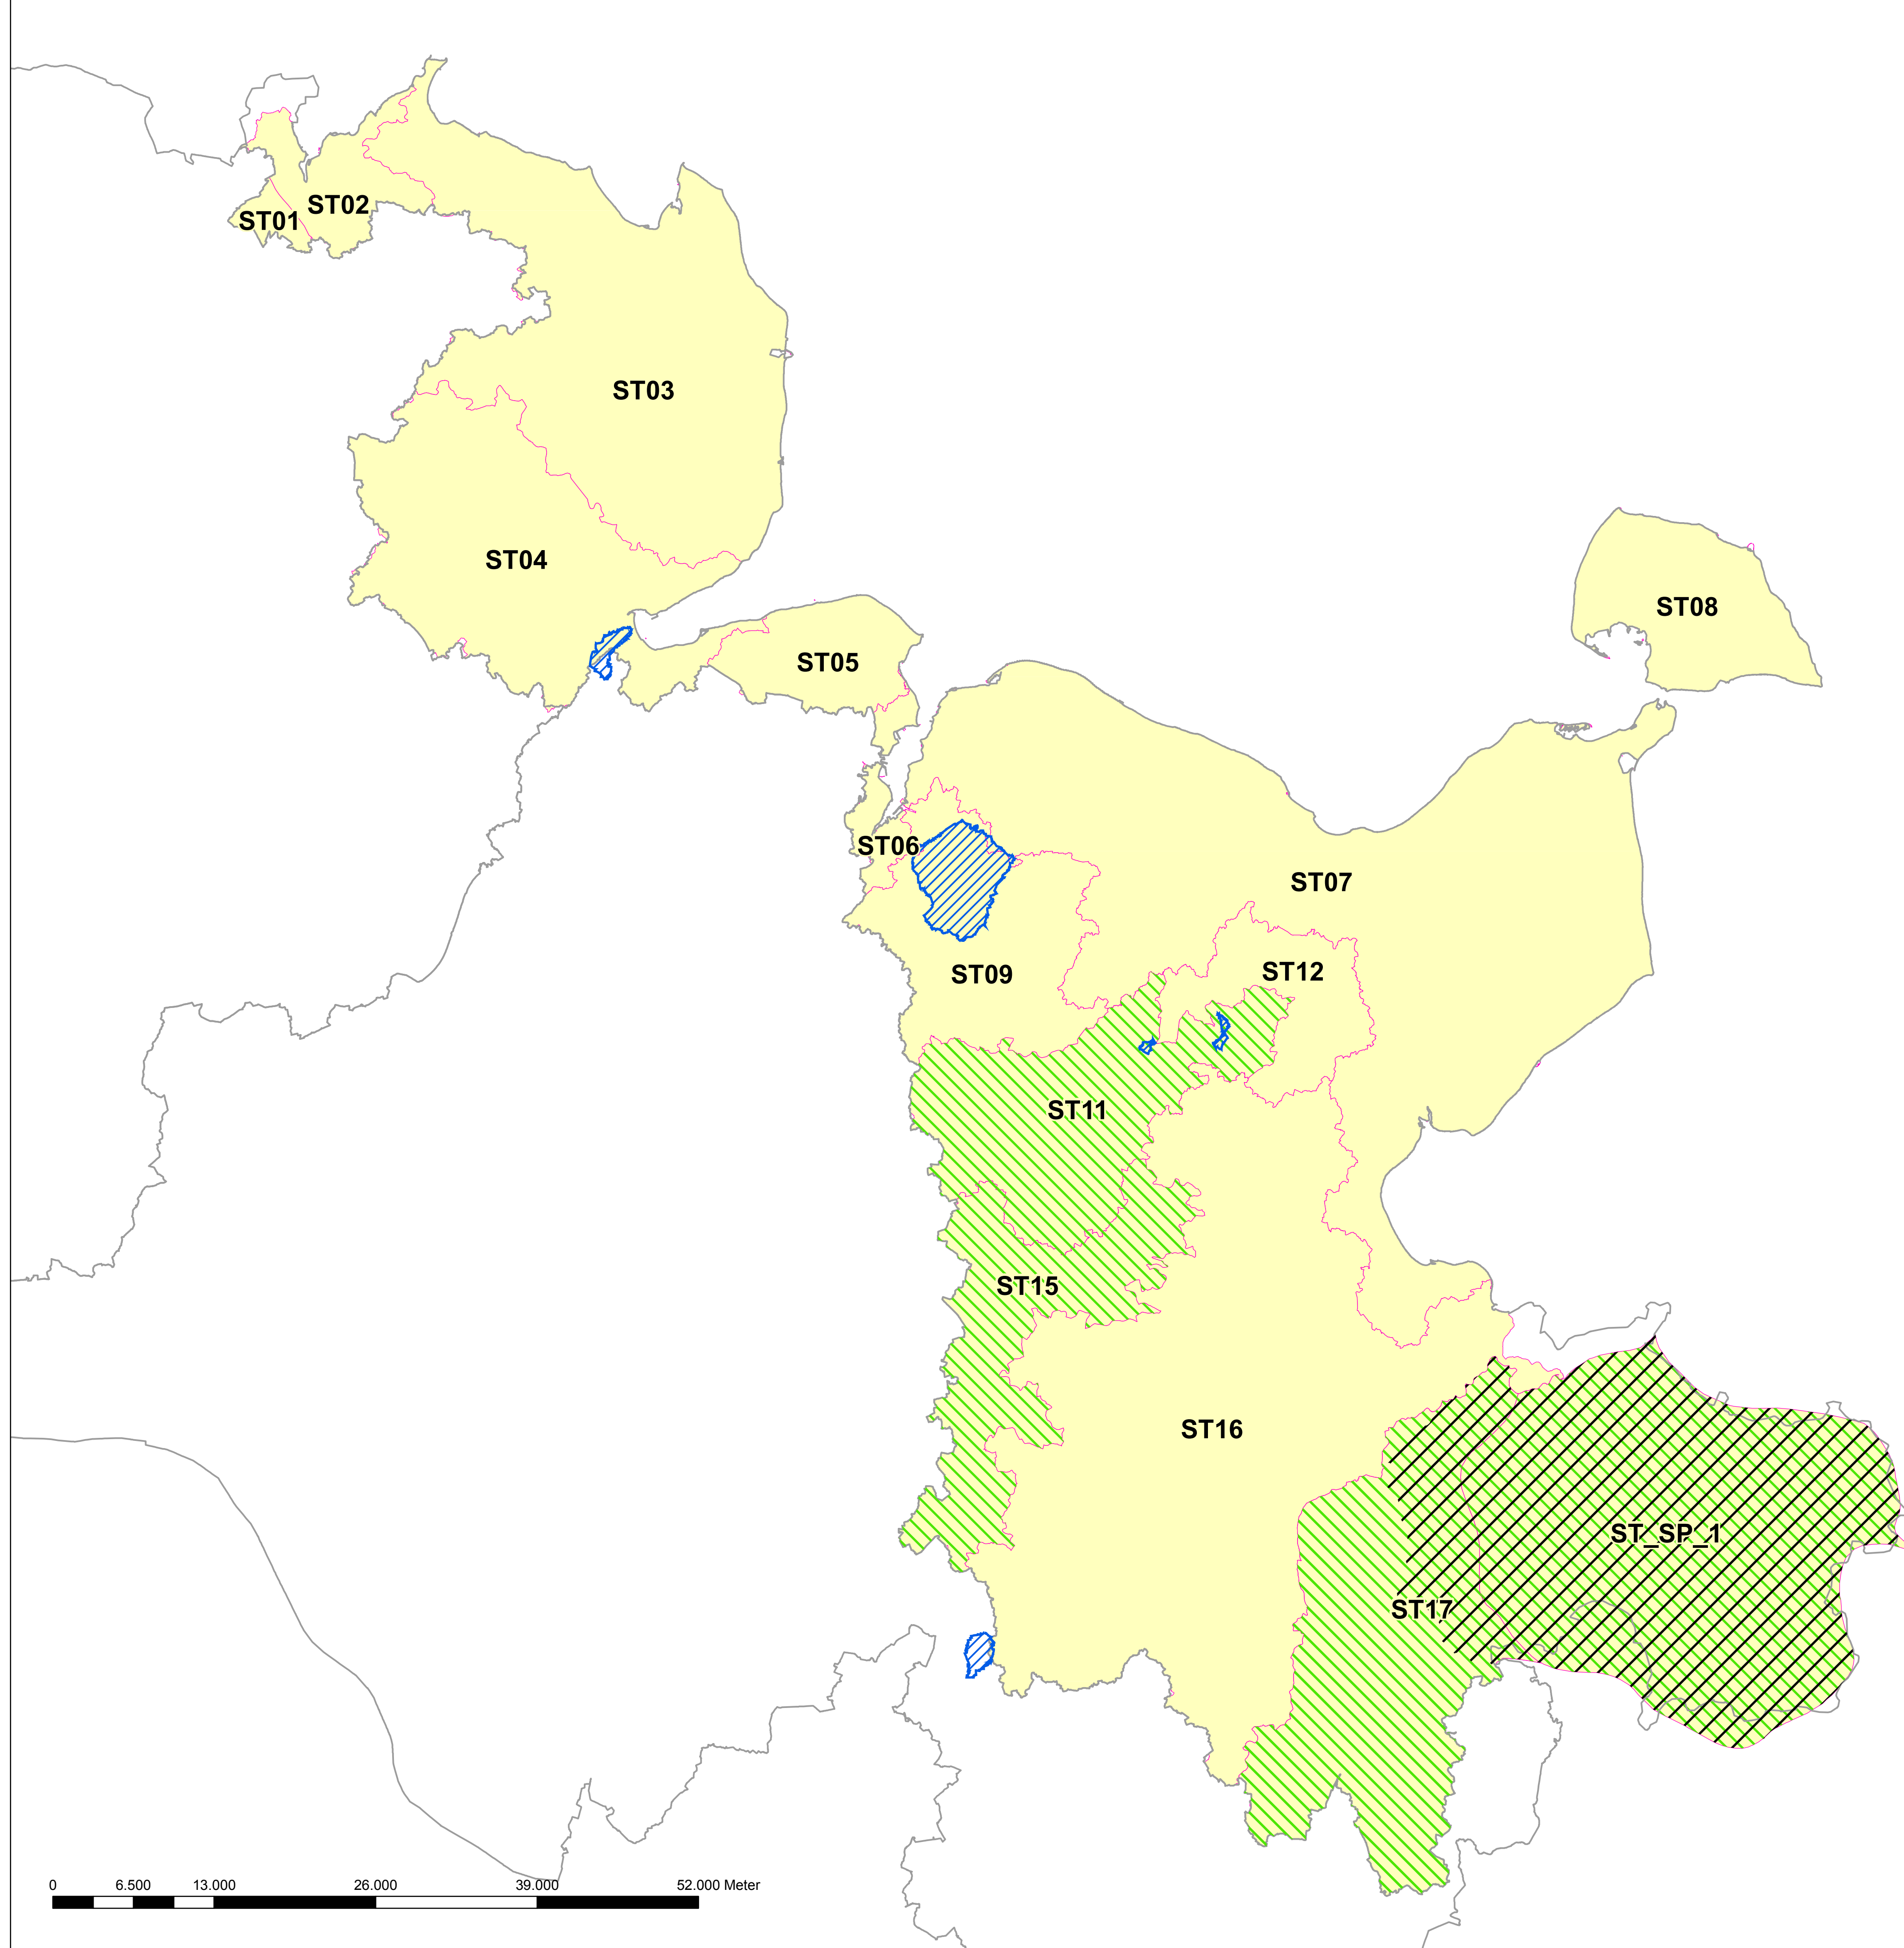 ST02
ST01
ST03
ST04
ST08
ST05
ST06
ST07
ST09
ST12
ST11
ST15
ST16
ST_SP_1
ST17
0 6.500 13.000 26.000 39.000 52.000 Meter